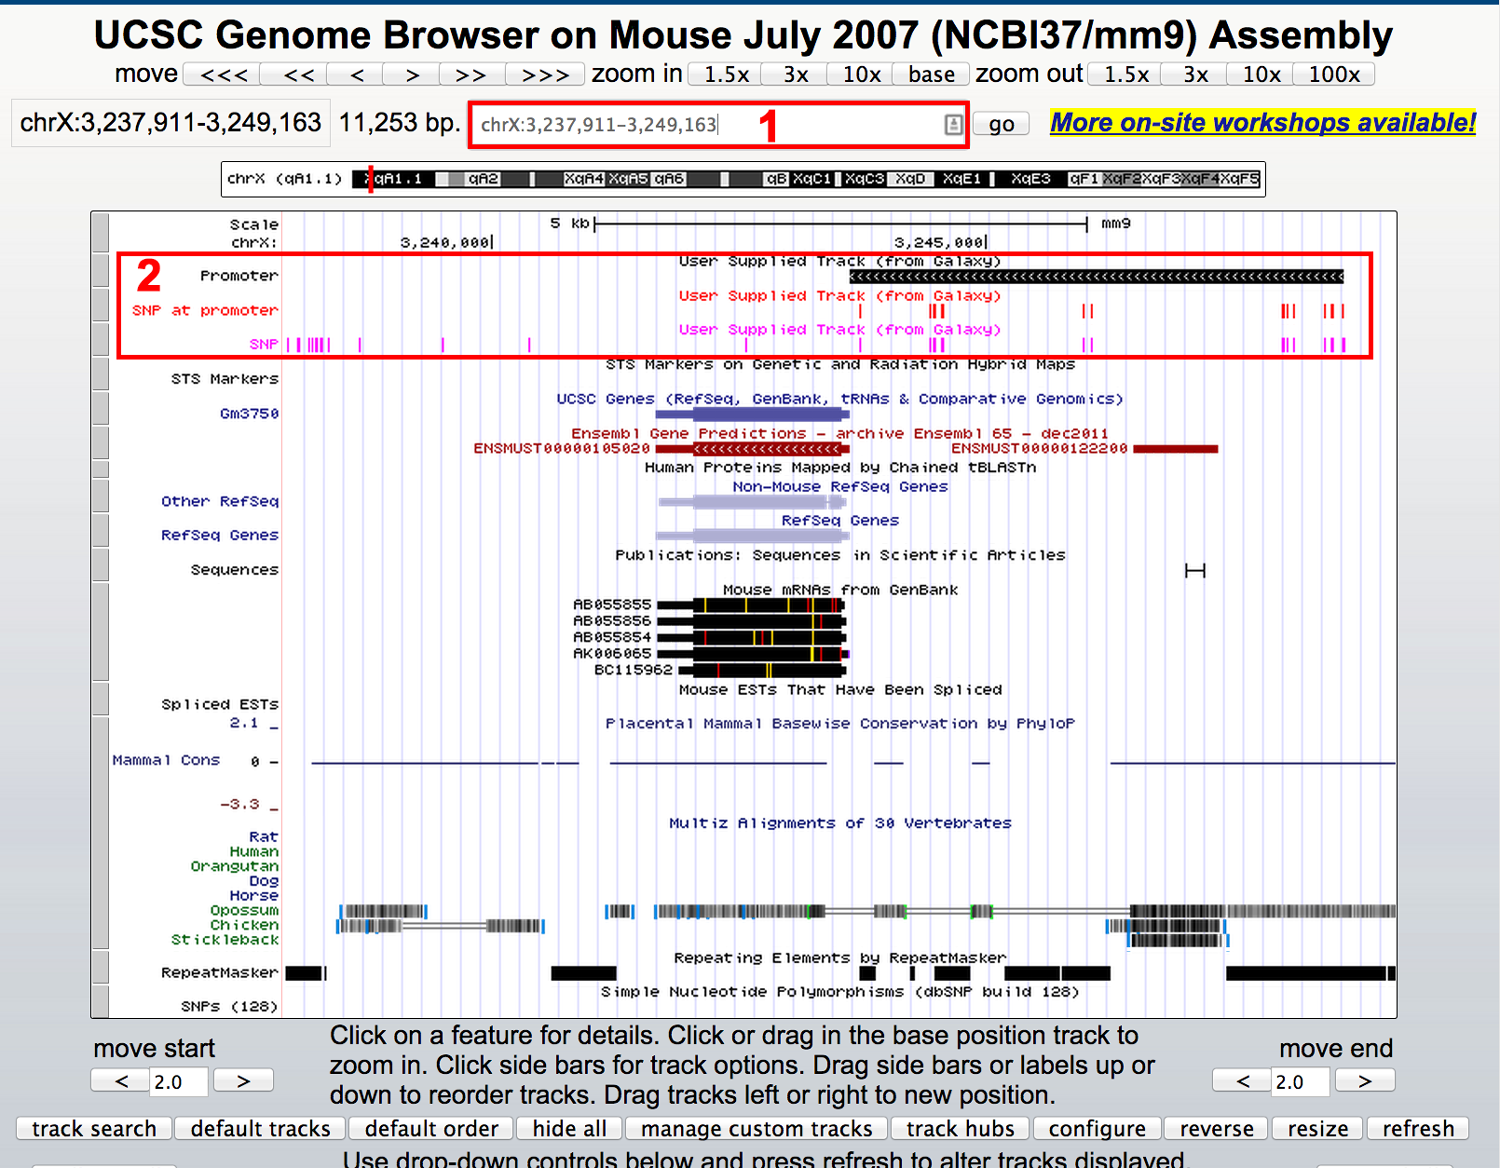 UCSC Genome Browser on Mouse July 2007 (NCBI37/mm9) Assembly
move <<< << < > >> >>> zoom in 1.5x 3x 10x base zoom out 1.5x 3x 10x 100x
chrX:3,237,911-3,249,163 11,253 bp. chrX:3,237,911-3,249,163 1 go More on-site workshops available!
chrX (qA1.1) XqA1.1 qA2 XqA4 XqA5 qA6 qB XqC1 XqC3 XqD XqE1 XqE3 qF1 XqF2 XqF3 XqF4 XqF5
Scale 5 kb mm9
chrX: 3,240,000| 3,245,000|
2
User Supplied Track (from Galaxy)
Promoter
User Supplied Track (from Galaxy)
SNP at promoter
User Supplied Track (from Galaxy)
SNP
STS Markers on Genetic and Radiation Hybrid Maps
STS Markers
UCSC Genes (RefSeq, GenBank, tRNAs & Comparative Genomics)
Gm3750
Ensembl Gene Predictions - archive Ensembl 65 - dec2011
ENSMUST00000105020 ENSMUST00000122200
Human Proteins Mapped by Chained tBLASTn
Non-Mouse RefSeq Genes
Other RefSeq
RefSeq Genes
RefSeq Genes
Publications: Sequences in Scientific Articles
Sequences
Mouse mRNAs from GenBank
AB055855
AB055856
AB055854
AK006065
BC115962
Mouse ESTs That Have Been Spliced
Spliced ESTs
2.1 _ Placental Mammal Basewise Conservation by PhyloP
Mammal Cons 0 -
-3.3 _
Multiz Alignments of 30 Vertebrates
Rat
Human
Orangutan
Dog
Horse
Opossum
Chicken
Stickleback
Repeating Elements by RepeatMasker
RepeatMasker
Simple Nucleotide Polymorphisms (dbSNP build 128)
SNPs (128)
move start
< 2.0 >
Click on a feature for details. Click or drag in the base position track to
zoom in. Click side bars for track options. Drag side bars or labels up or
down to reorder tracks. Drag tracks left or right to new position.
move end
< 2.0 >
track search default tracks default order hide all manage custom tracks track hubs configure reverse resize refresh
Use drop-down controls below and press refresh to alter tracks displayed.